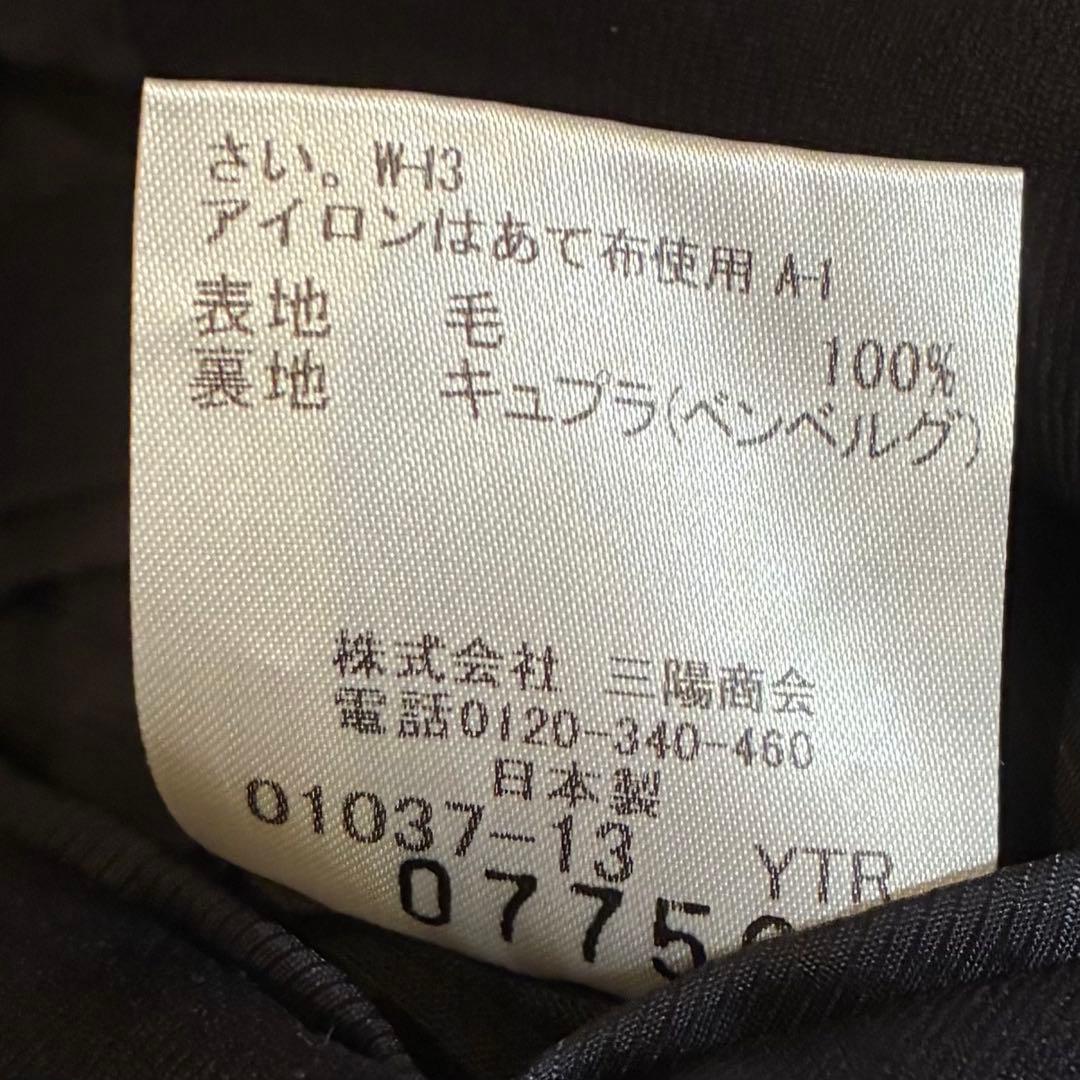 さい。W-13
アイロンはあて布使用 A-1
表地 毛 100%
裏地 キュプラ(ベンベルグ)
株式会社 三陽商会
電話0120-340-460
日本製
01037-13 YTR
0775